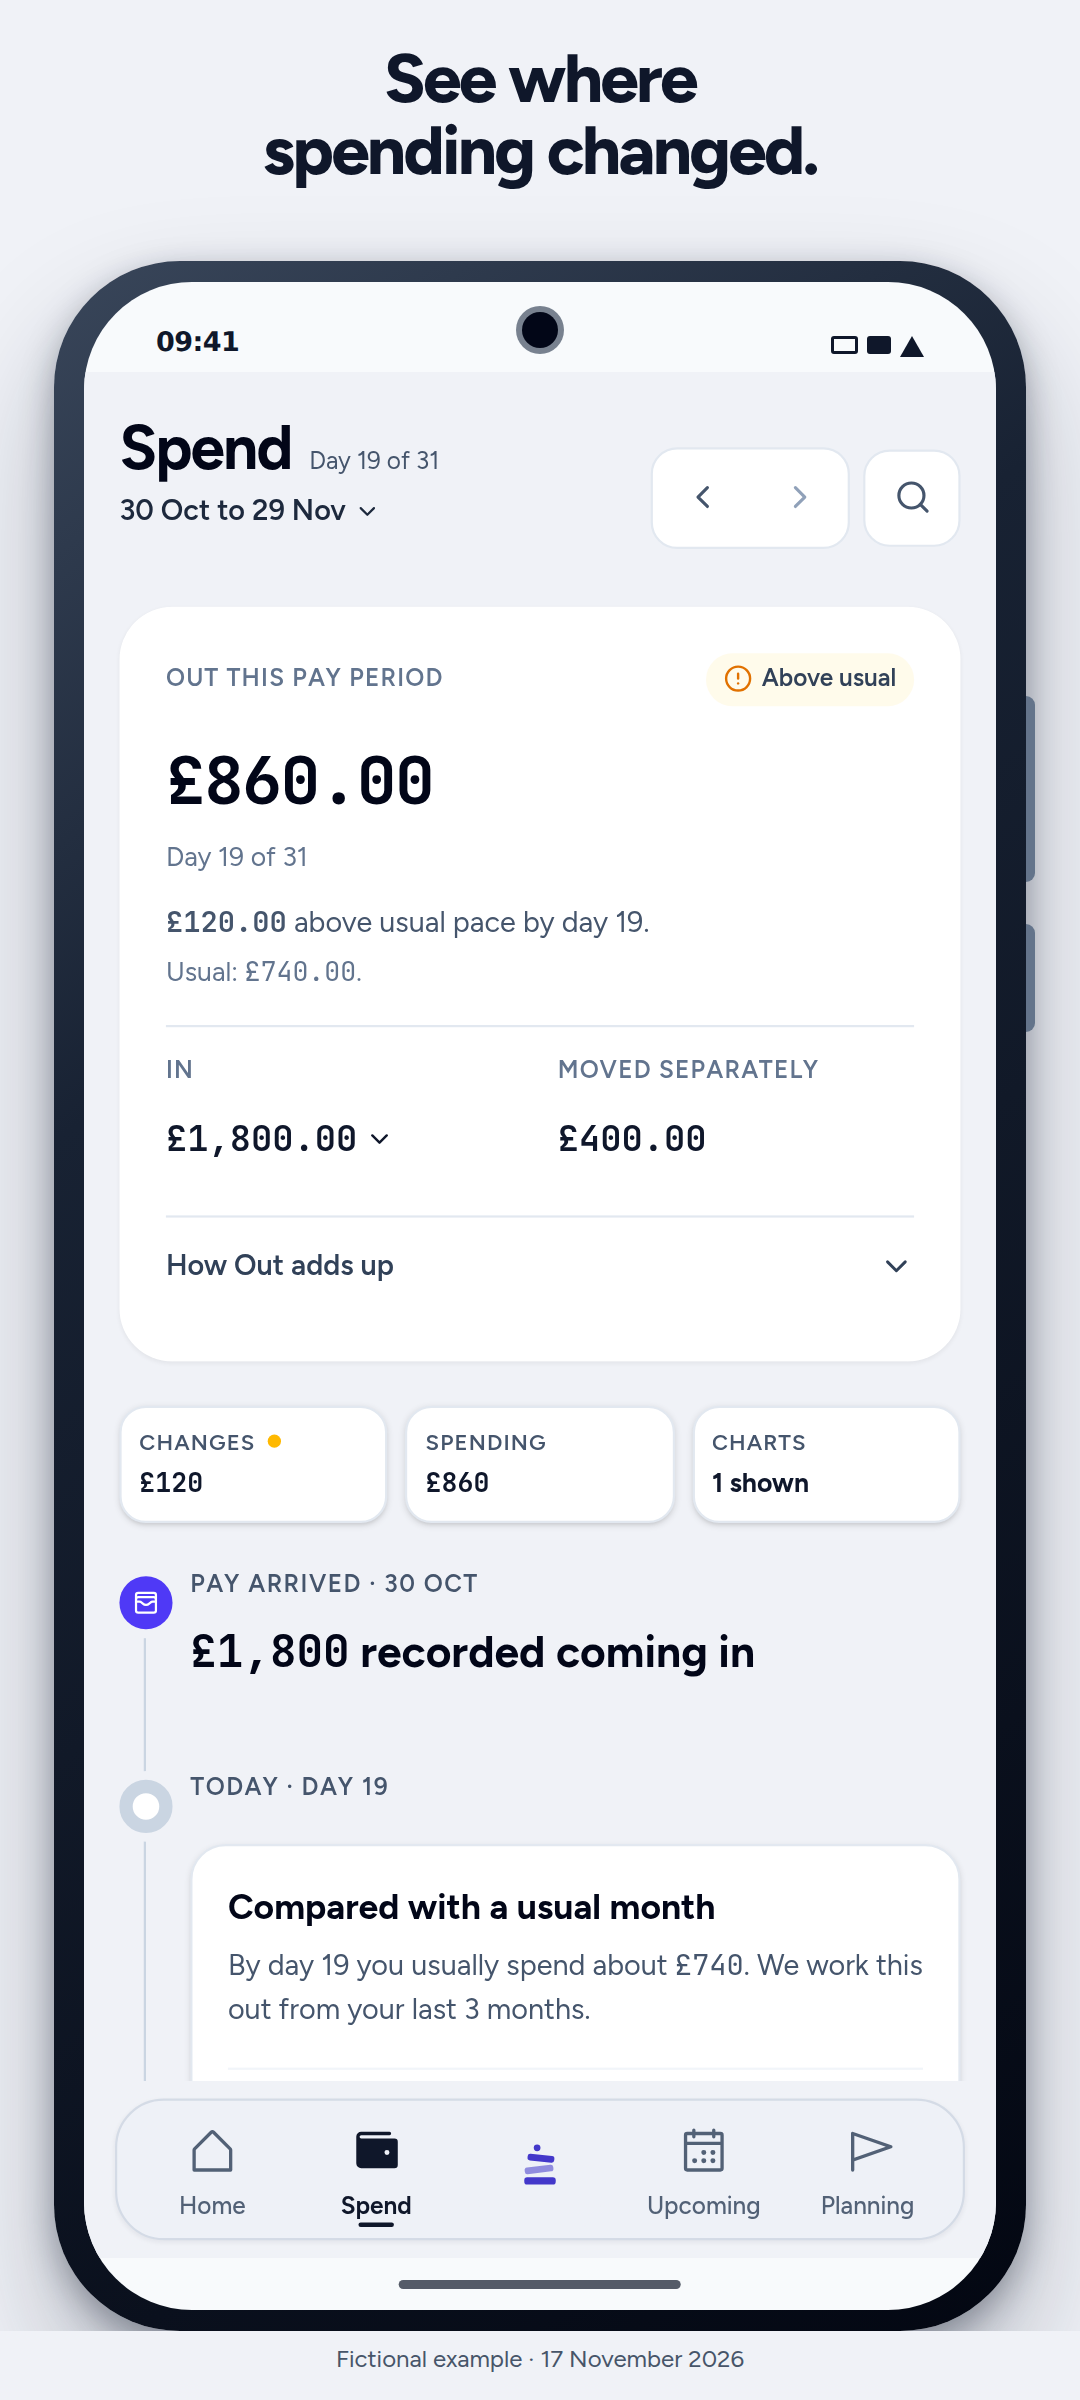 See where
spending changed.
09:41
Spend Day 19 of 31
30 Oct to 29 Nov
OUT THIS PAY PERIOD
Above usual
£860.00
Day 19 of 31
£120.00 above usual pace by day 19.
Usual: £740.00.
IN
MOVED SEPARATELY
£1,800.00
£400.00
How Out adds up
CHANGES
£120
SPENDING
£860
CHARTS
1 shown
PAY ARRIVED · 30 OCT
£1,800 recorded coming in
TODAY · DAY 19
Compared with a usual month
By day 19 you usually spend about £740. We work this
out from your last 3 months.
Home
Spend
Upcoming
Planning
Fictional example · 17 November 2026